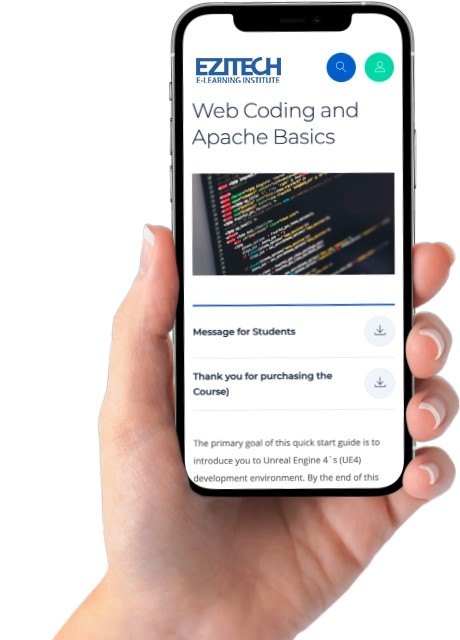 EZITECH
E-LEARNING INSTITUTE
Web Coding and
Apache Basics
Message for Students
Thank you for purchasing the
Course)
The primary goal of this quick start guide is to
introduce you to Unreal Engine 4`s (UE4)
development environment. By the end of this